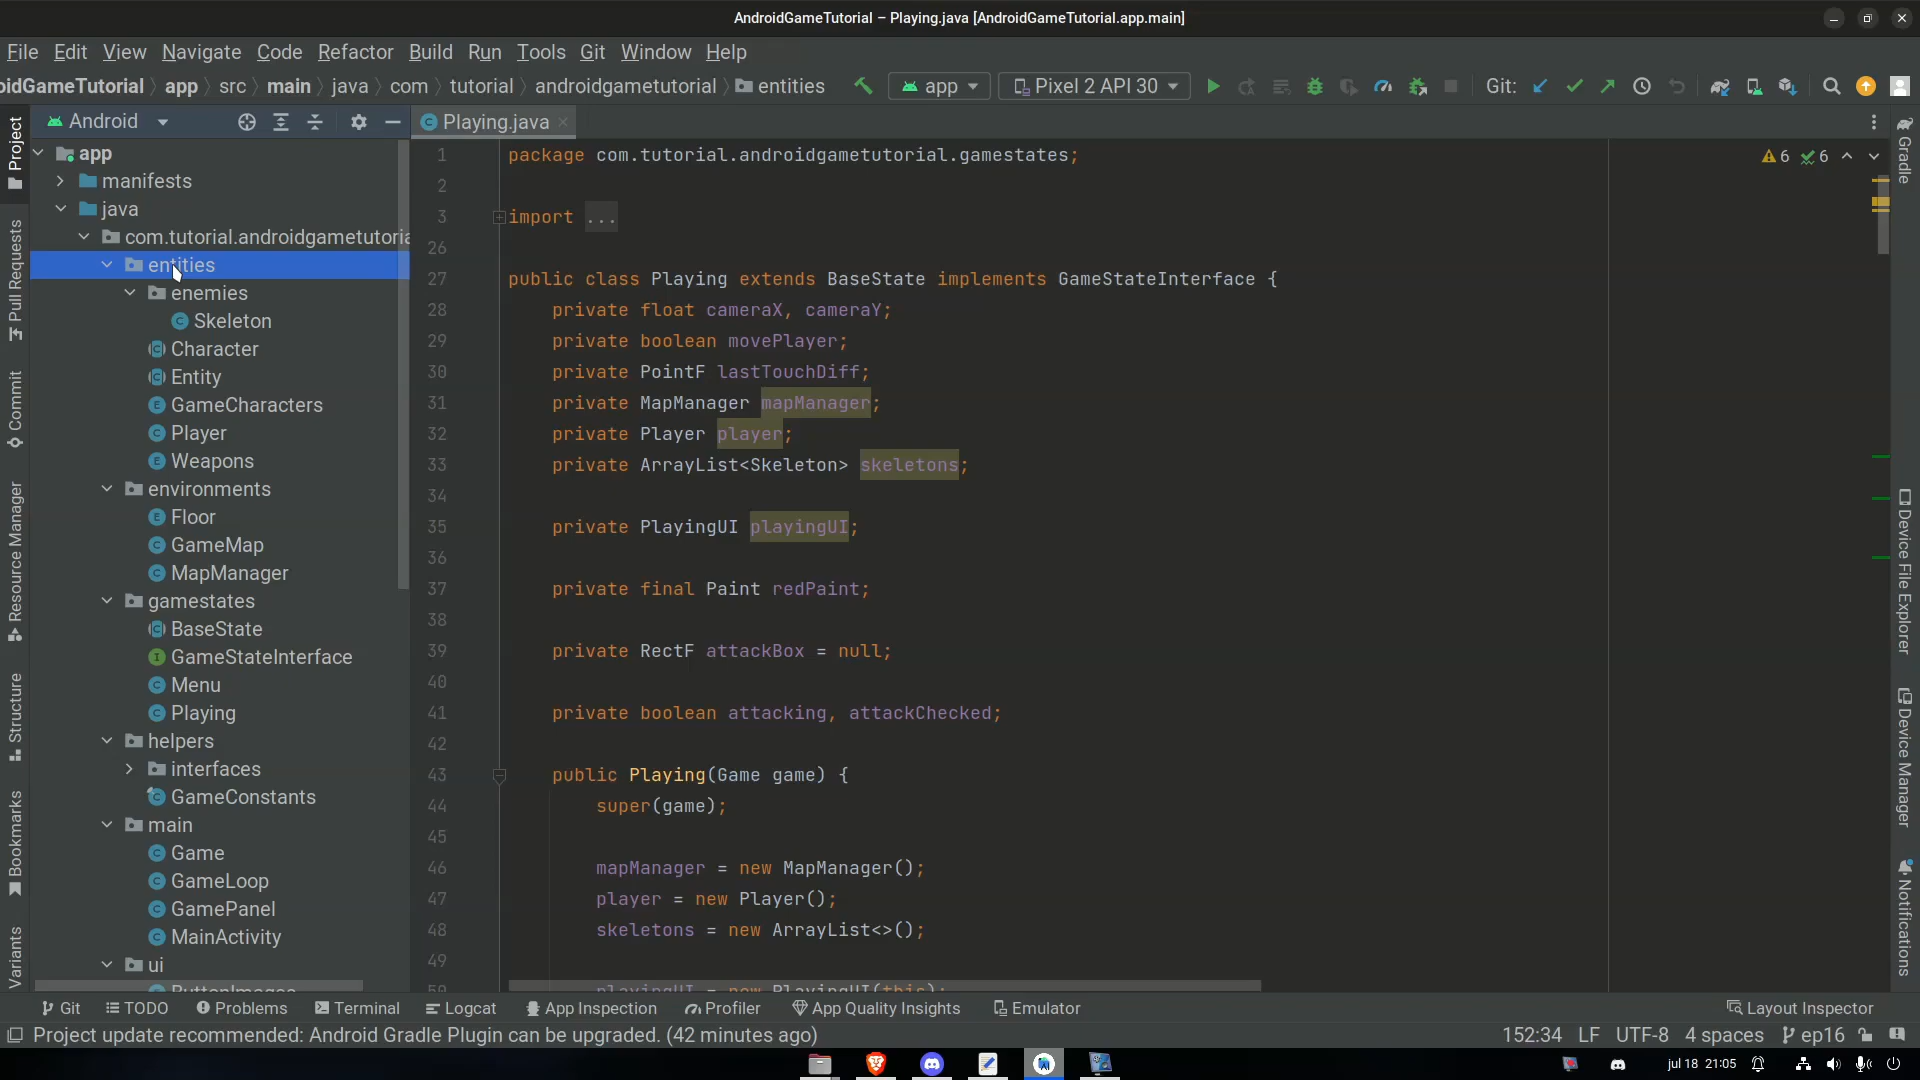 AndroidGameTutorial – Playing.java [AndroidGameTutorial.app.main]
File Edit View Navigate Code Refactor Build Run Tools Git Window Help
oidGameTutorial app src main java com tutorial androidgametutorial entities app Pixel 2 API 30 Git:
Android
Playing.java
Project
Pull Requests
Commit
Resource Manager
Structure
Bookmarks
Variants
app
manifests
java
com.tutorial.androidgametutoria
entities
enemies
Skeleton
Character
Entity
GameCharacters
Player
Weapons
environments
Floor
GameMap
MapManager
gamestates
BaseState
GameStateInterface
Menu
Playing
helpers
interfaces
GameConstants
main
Game
GameLoop
GamePanel
MainActivity
ui
ButtonImages
1 package com.tutorial.androidgametutorial.gamestates;
2
3 import ...
26
27 public class Playing extends BaseState implements GameStateInterface {
28 private float cameraX, cameraY;
29 private boolean movePlayer;
30 private PointF lastTouchDiff;
31 private MapManager mapManager;
32 private Player player;
33 private ArrayList<Skeleton> skeletons;
34
35 private PlayingUI playingUI;
36
37 private final Paint redPaint;
38
39 private RectF attackBox = null;
40
41 private boolean attacking, attackChecked;
42
43 public Playing(Game game) {
44 super(game);
45
46 mapManager = new MapManager();
47 player = new Player();
48 skeletons = new ArrayList<>();
49
50 playingUI = new PlayingUI(this);
6 6
Gradle
Device File Explorer
Device Manager
Notifications
Git TODO Problems Terminal Logcat App Inspection Profiler App Quality Insights Emulator Layout Inspector
Project update recommended: Android Gradle Plugin can be upgraded. (42 minutes ago) 152:34 LF UTF-8 4 spaces ep16
jul 18 21:05